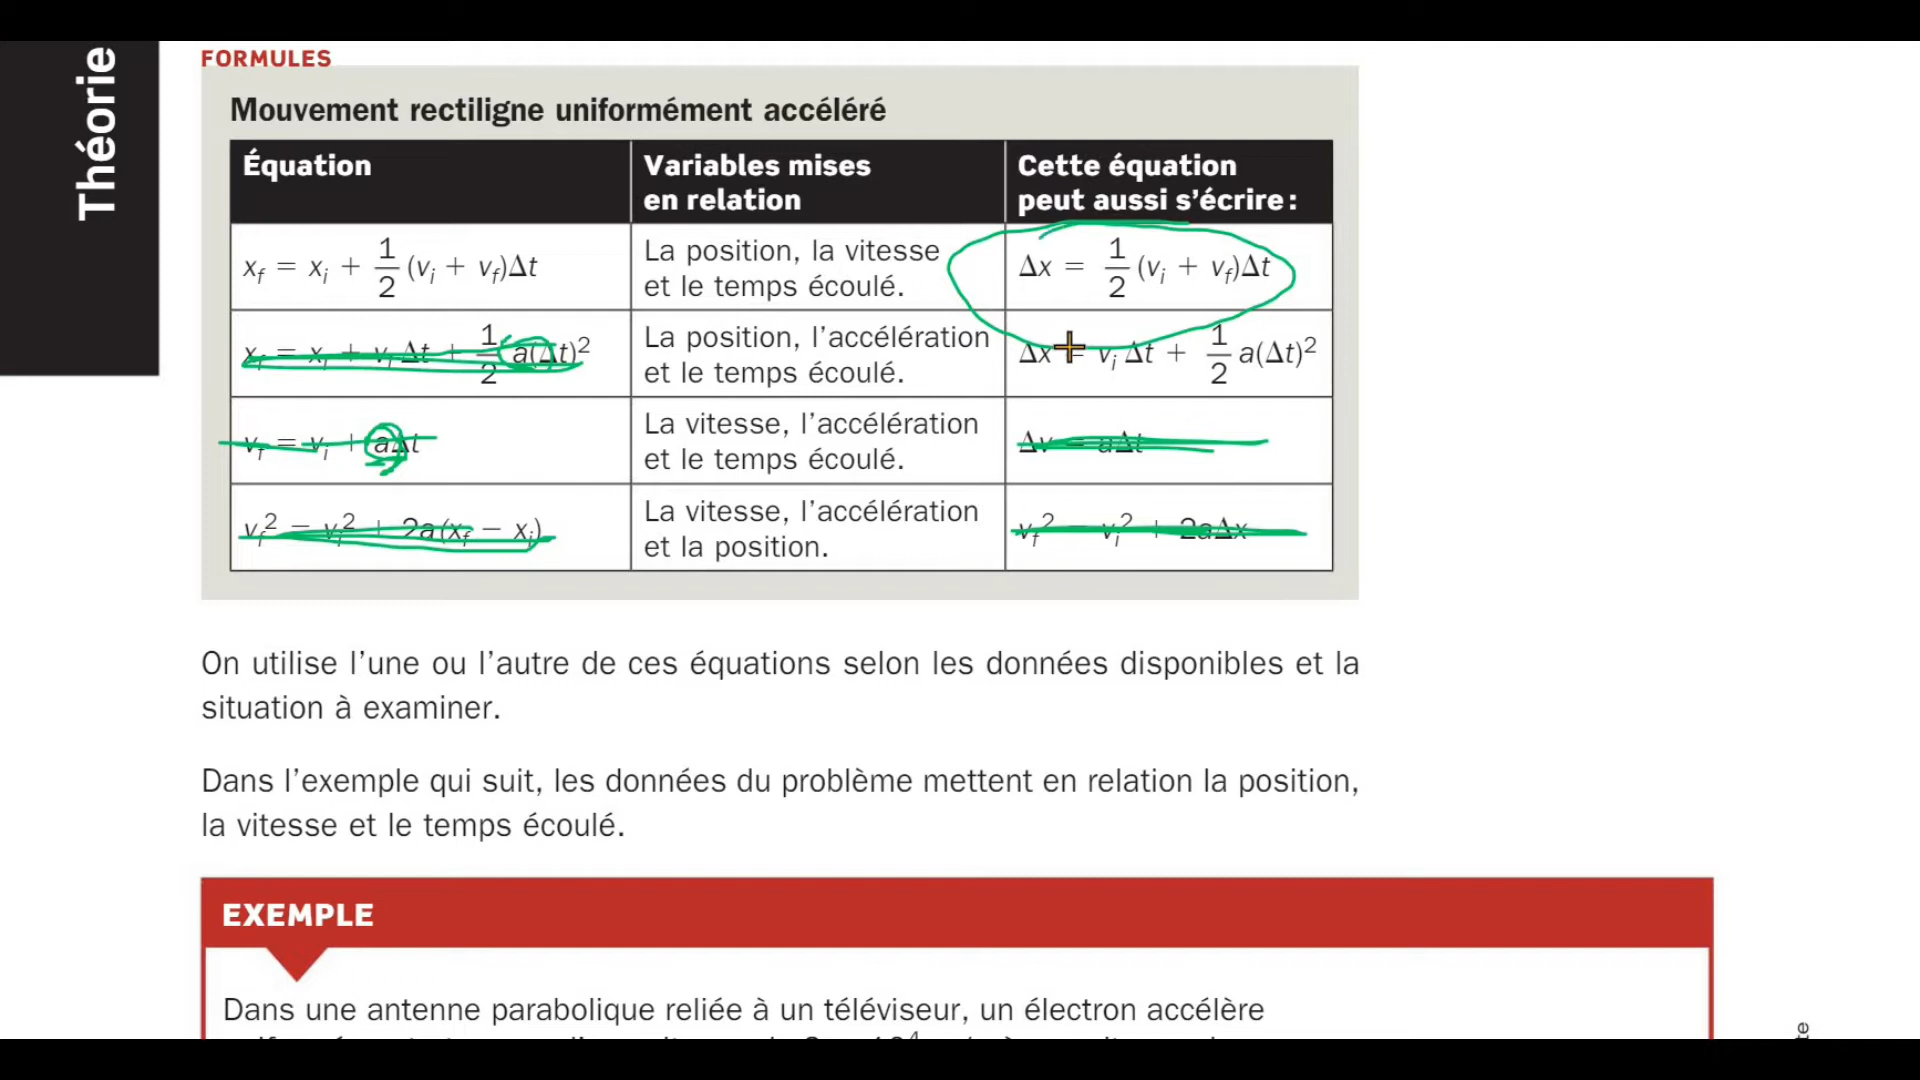 Théorie
FORMULES
Mouvement rectiligne uniformément accéléré
Équation
Variables mises
en relation
Cette équation
peut aussi s’écrire :
x_f = x_i + 1/2 (v_i + v_f)Δt
La position, la vitesse
et le temps écoulé.
Δx = 1/2 (v_i + v_f)Δt
x_f = x_i + v_i Δt + 1/2 a(Δt)²
La position, l’accélération
et le temps écoulé.
Δx = v_i Δt + 1/2 a(Δt)²
v_f = v_i + aΔt
La vitesse, l’accélération
et le temps écoulé.
Δv = aΔt
v_f² = v_i² + 2a(x_f − x_i)
La vitesse, l’accélération
et la position.
v_f² = v_i² + 2aΔx
On utilise l’une ou l’autre de ces équations selon les données disponibles et la
situation à examiner.
Dans l’exemple qui suit, les données du problème mettent en relation la position,
la vitesse et le temps écoulé.
EXEMPLE
Dans une antenne parabolique reliée à un téléviseur, un électron accélère